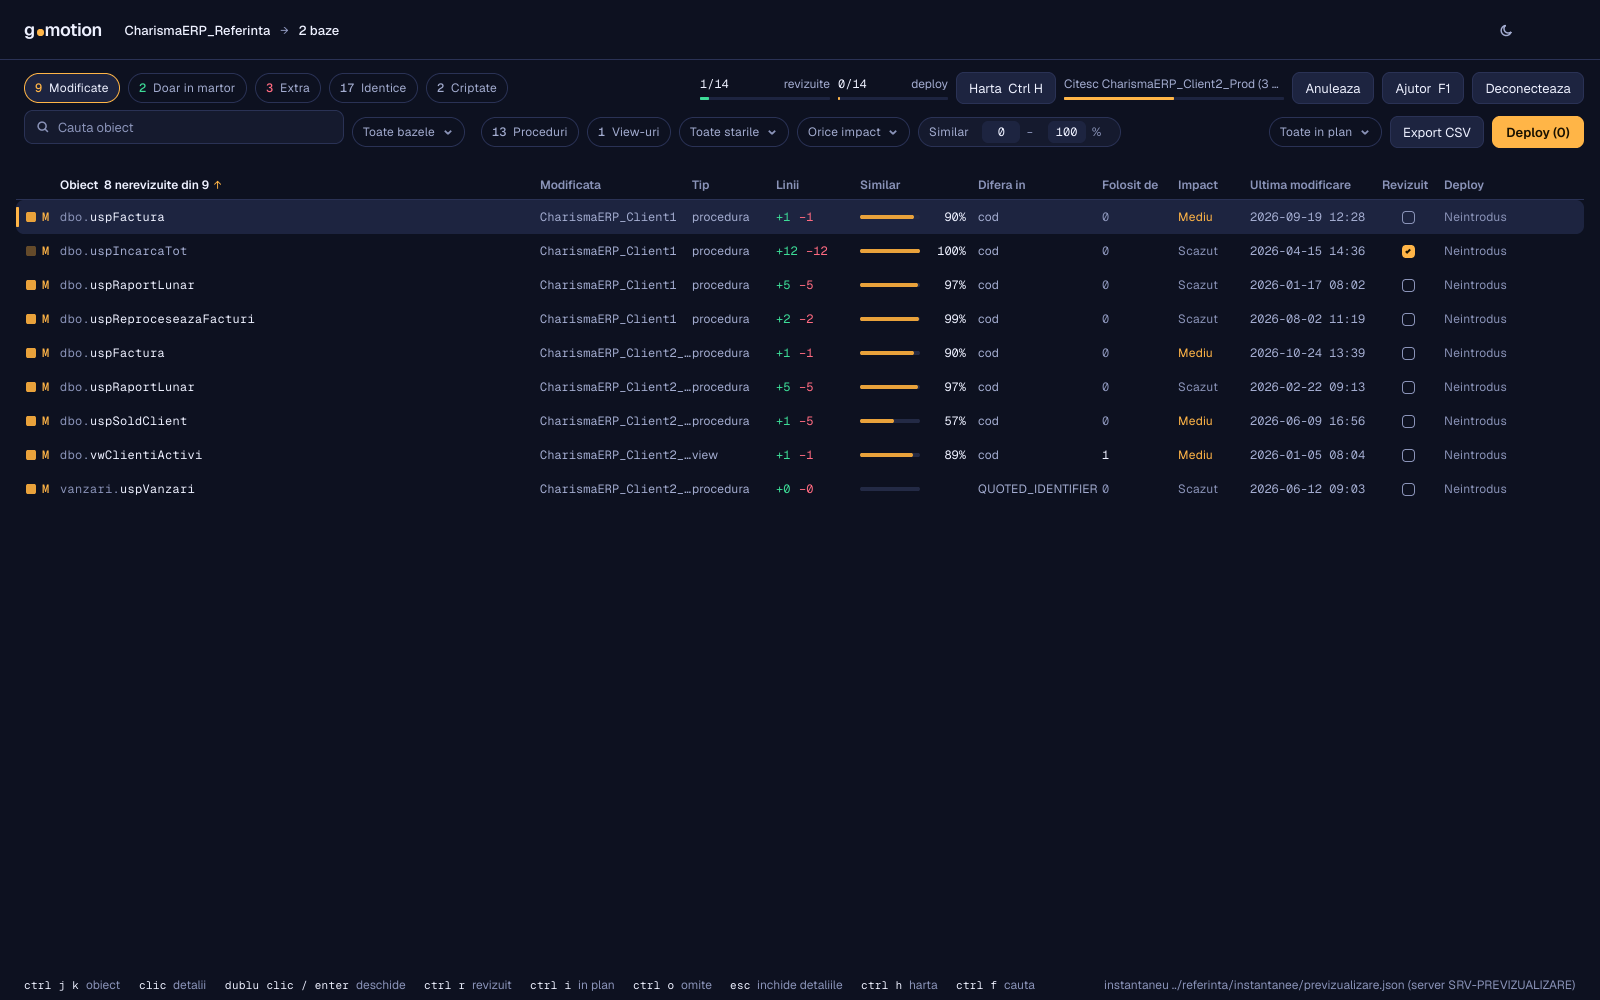 gomotion CharismaERP_Referinta → 2 baze
9 Modificate 2 Doar in martor 3 Extra 17 Identice 2 Criptate 1/14 revizuite 0/14 deploy Harta Ctrl H Citesc CharismaERP_Client2_Prod (3 … Anuleaza Ajutor F1 Deconecteaza
Cauta obiect Toate bazele 13 Proceduri 1 View-uri Toate starile Orice impact Similar 0 – 100 % Toate in plan Export CSV Deploy (0)
Obiect 8 nerevizuite din 9 ↑ Modificata Tip Linii Similar Difera in Folosit de Impact Ultima modificare Revizuit Deploy
M dbo.uspFactura CharismaERP_Client1 procedura +1 −1 90% cod 0 Mediu 2026-09-19 12:28 Neintrodus
M dbo.uspIncarcaTot CharismaERP_Client1 procedura +12 −12 100% cod 0 Scazut 2026-04-15 14:36 Neintrodus
M dbo.uspRaportLunar CharismaERP_Client1 procedura +5 −5 97% cod 0 Scazut 2026-01-17 08:02 Neintrodus
M dbo.uspReproceseazaFacturi CharismaERP_Client1 procedura +2 −2 99% cod 0 Scazut 2026-08-02 11:19 Neintrodus
M dbo.uspFactura CharismaERP_Client2_… procedura +1 −1 90% cod 0 Mediu 2026-10-24 13:39 Neintrodus
M dbo.uspRaportLunar CharismaERP_Client2_… procedura +5 −5 97% cod 0 Scazut 2026-02-22 09:13 Neintrodus
M dbo.uspSoldClient CharismaERP_Client2_… procedura +1 −5 57% cod 0 Mediu 2026-06-09 16:56 Neintrodus
M dbo.vwClientiActivi CharismaERP_Client2_… view +1 −1 89% cod 1 Mediu 2026-01-05 08:04 Neintrodus
M vanzari.uspVanzari CharismaERP_Client2_… procedura +0 −0 QUOTED_IDENTIFIER 0 Scazut 2026-06-12 09:03 Neintrodus
ctrl j k obiect clic detalii dublu clic / enter deschide ctrl r revizuit ctrl i in plan ctrl o omite esc inchide detaliile ctrl h harta ctrl f cauta instantaneu ../referinta/instantanee/previzualizare.json (server SRV-PREVIZUALIZARE)